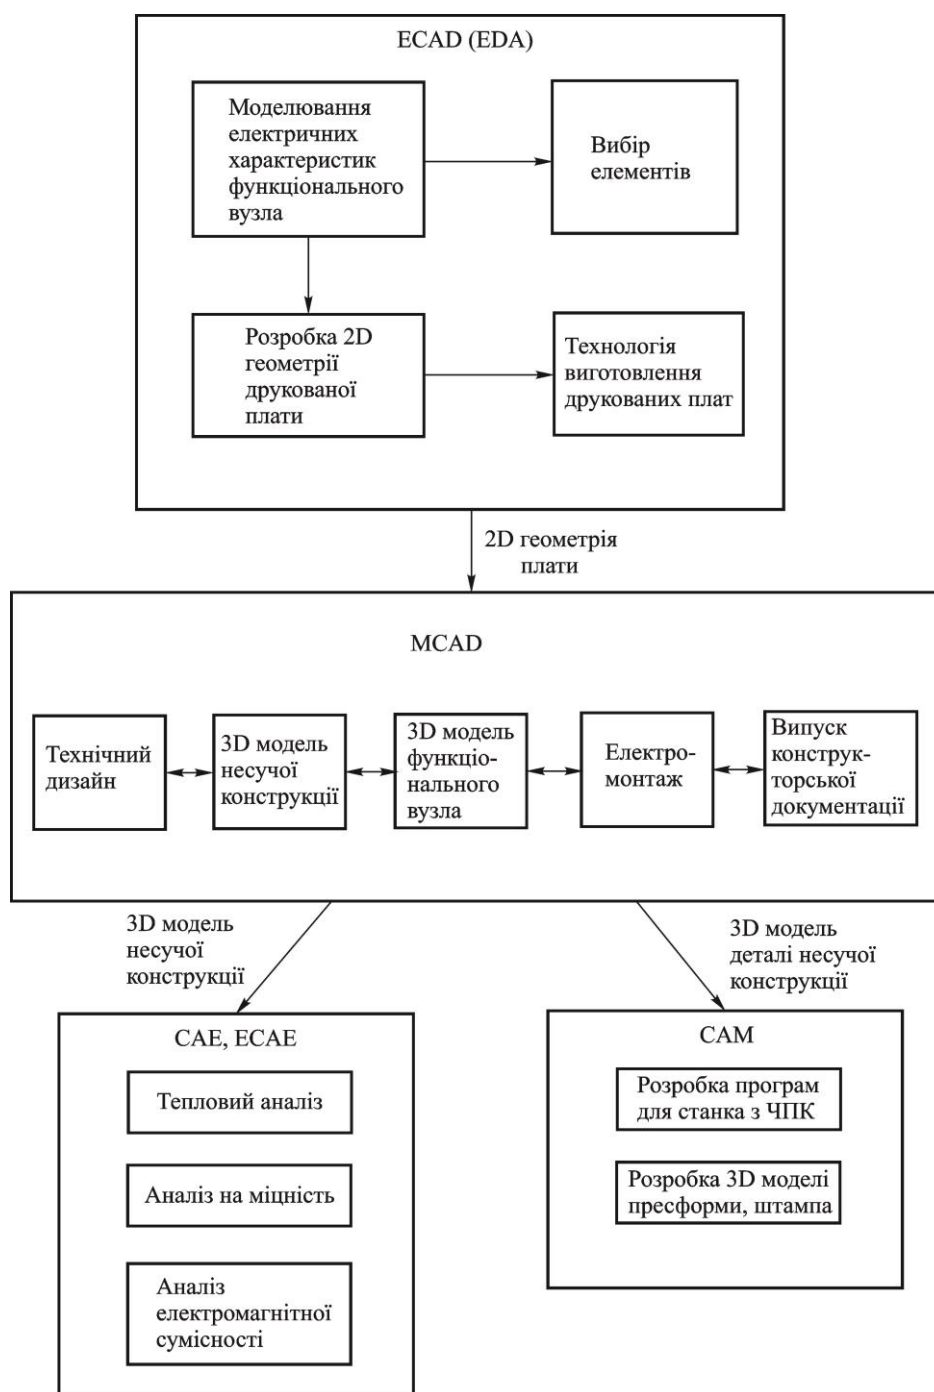 ECAD (EDA)
Моделювання
електричних
характеристик
функціонального
вузла
Вибір
елементів
Розробка 2D
геометрії
друкованої
плати
Технологія
виготовлення
друкованих плат
2D геометрія
плати
MCAD
Технічний
дизайн
3D модель
несучої
конструкції
3D модель
функціо-
нального
вузла
Електро-
монтаж
Випуск
конструк-
торської
документації
3D модель
несучої
конструкції
3D модель
деталі несучої
конструкції
CAE, ECAE
Тепловий аналіз
Аналіз на міцність
Аналіз
електромагнітної
сумісності
CAM
Розробка програм
для станка з ЧПК
Розробка 3D моделі
пресформи, штампа